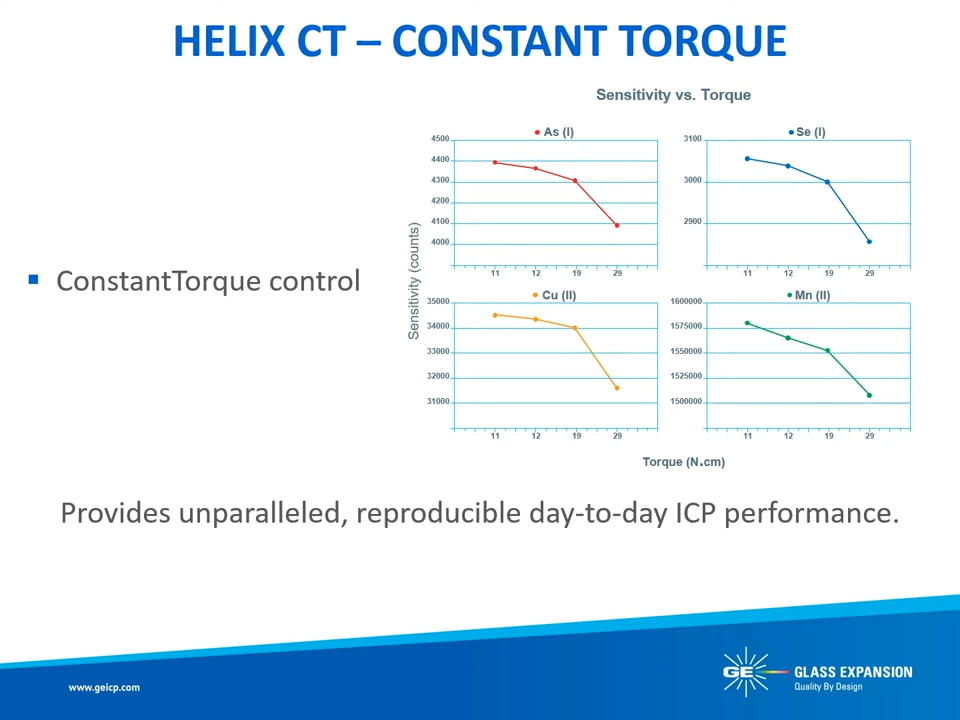 HELIX CT – CONSTANT TORQUE
Sensitivity vs. Torque
ConstantTorque control
Sensitivity (counts)
As (I)
4500
4400
4300
4200
4100
4000
11 12 19 29
Se (I)
3100
3000
2900
11 12 19 29
Cu (II)
35000
34000
33000
32000
31000
11 12 19 29
Mn (II)
1600000
1575000
1550000
1525000
1500000
11 12 19 29
Torque (N.cm)
Provides unparalleled, reproducible day-to-day ICP performance.
www.geicp.com
GE
GLASS EXPANSION
Quality By Design